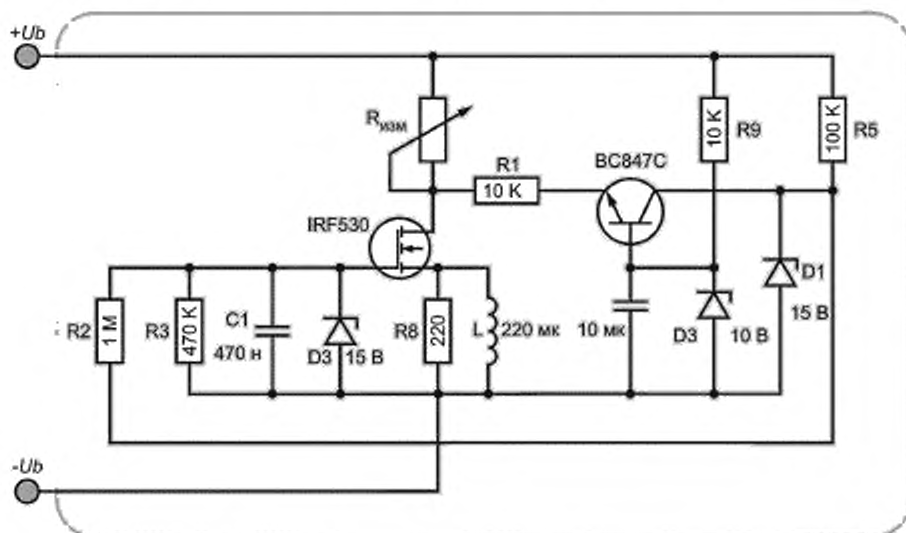 +Ub
Rизм
R1
10 K
BC847C
10 K
R9
100 K
R5
IRF530
R2
1 M
R3
470 K
C1
470 н
D3
15 В
R8
220
L
220 мк
10 мк
D3
10 В
D1
15 В
-Ub